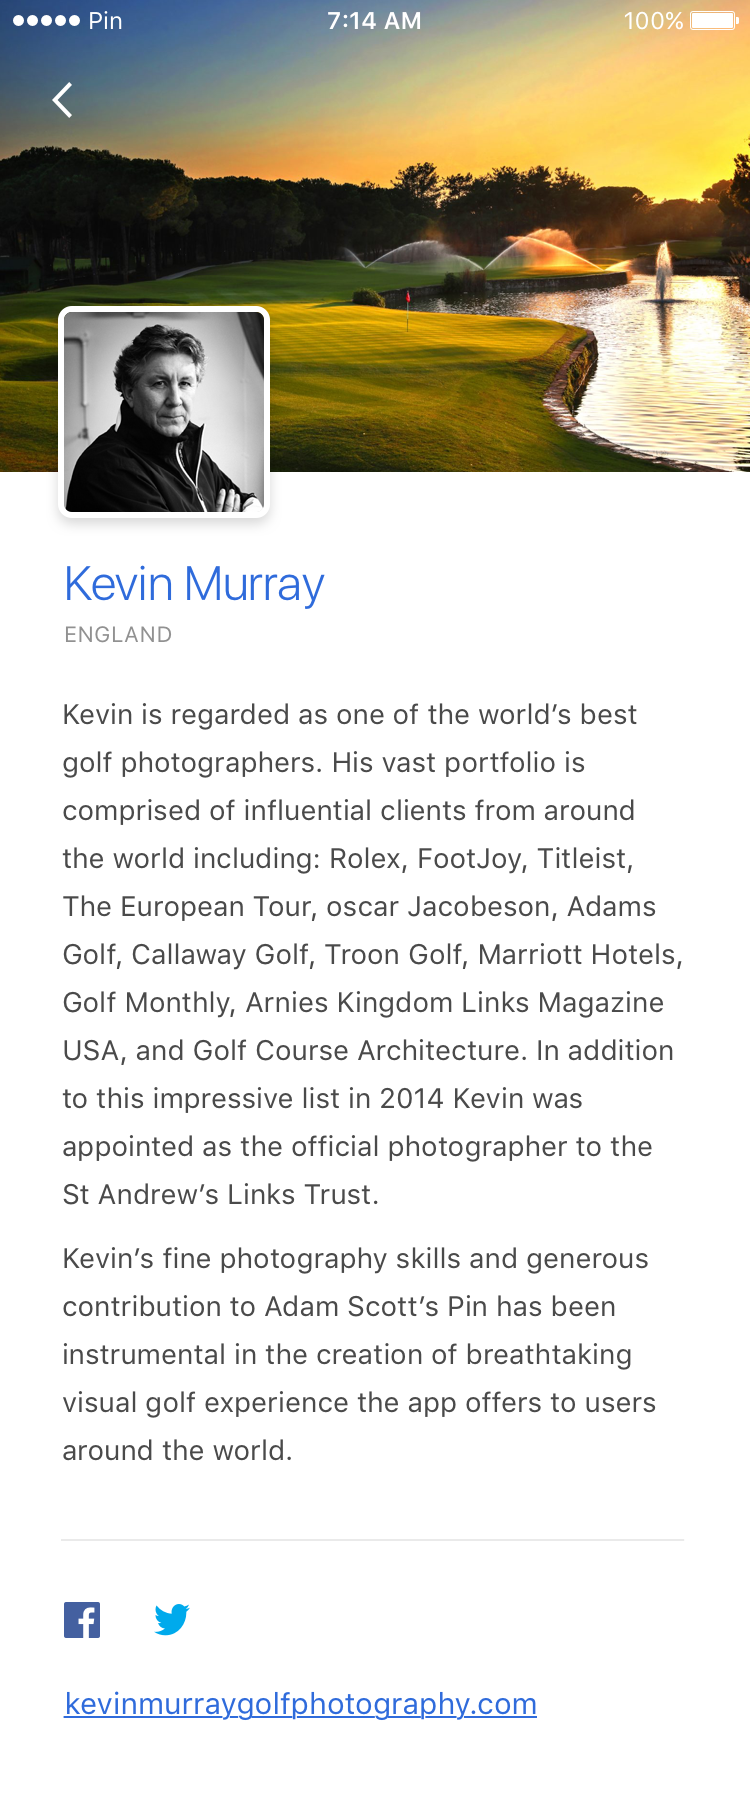 Pin
7:14 AM
100%
Kevin Murray
ENGLAND
Kevin is regarded as one of the world’s best
golf photographers. His vast portfolio is
comprised of influential clients from around
the world including: Rolex, FootJoy, Titleist,
The European Tour, oscar Jacobeson, Adams
Golf, Callaway Golf, Troon Golf, Marriott Hotels,
Golf Monthly, Arnies Kingdom Links Magazine
USA, and Golf Course Architecture. In addition
to this impressive list in 2014 Kevin was
appointed as the official photographer to the
St Andrew’s Links Trust.
Kevin’s fine photography skills and generous
contribution to Adam Scott’s Pin has been
instrumental in the creation of breathtaking
visual golf experience the app offers to users
around the world.
kevinmurraygolfphotography.com